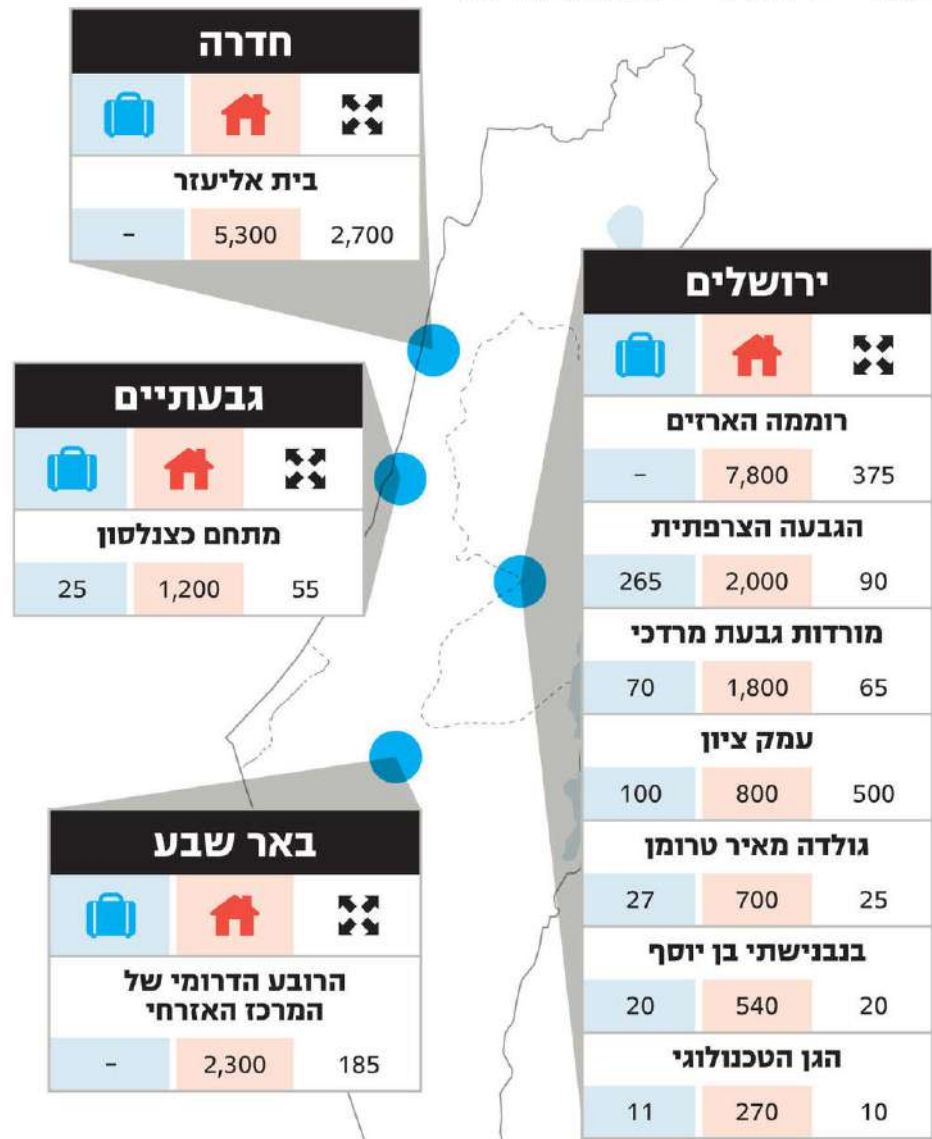 חדרה
בית אליעזר
2,700 5,300 –
גבעתיים
מתחם כצנלסון
55 1,200 25
באר שבע
הרובע הדרומי של
המרכז האזרחי
185 2,300 –
ירושלים
רוממה הארזים
375 7,800 –
הגבעה הצרפתית
90 2,000 265
מורדות גבעת מרדכי
65 1,800 70
עמק ציון
500 800 100
גולדה מאיר טרומן
25 700 27
בנבנישתי בן יוסף
20 540 20
הגן הטכנולוגי
10 270 11